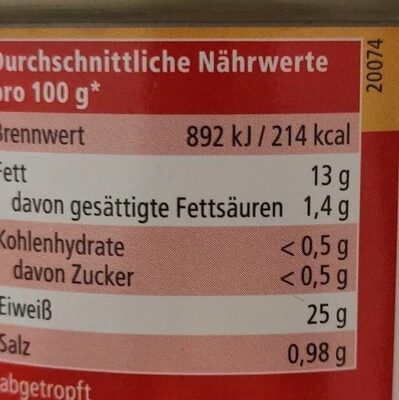 Durchschnittliche Nährwerte
pro 100 g*
Brennwert 892 kJ / 214 kcal
Fett 13 g
davon gesättigte Fettsäuren 1,4 g
Kohlenhydrate < 0,5 g
davon Zucker < 0,5 g
Eiweiß 25 g
Salz 0,98 g
abgetropft
20074